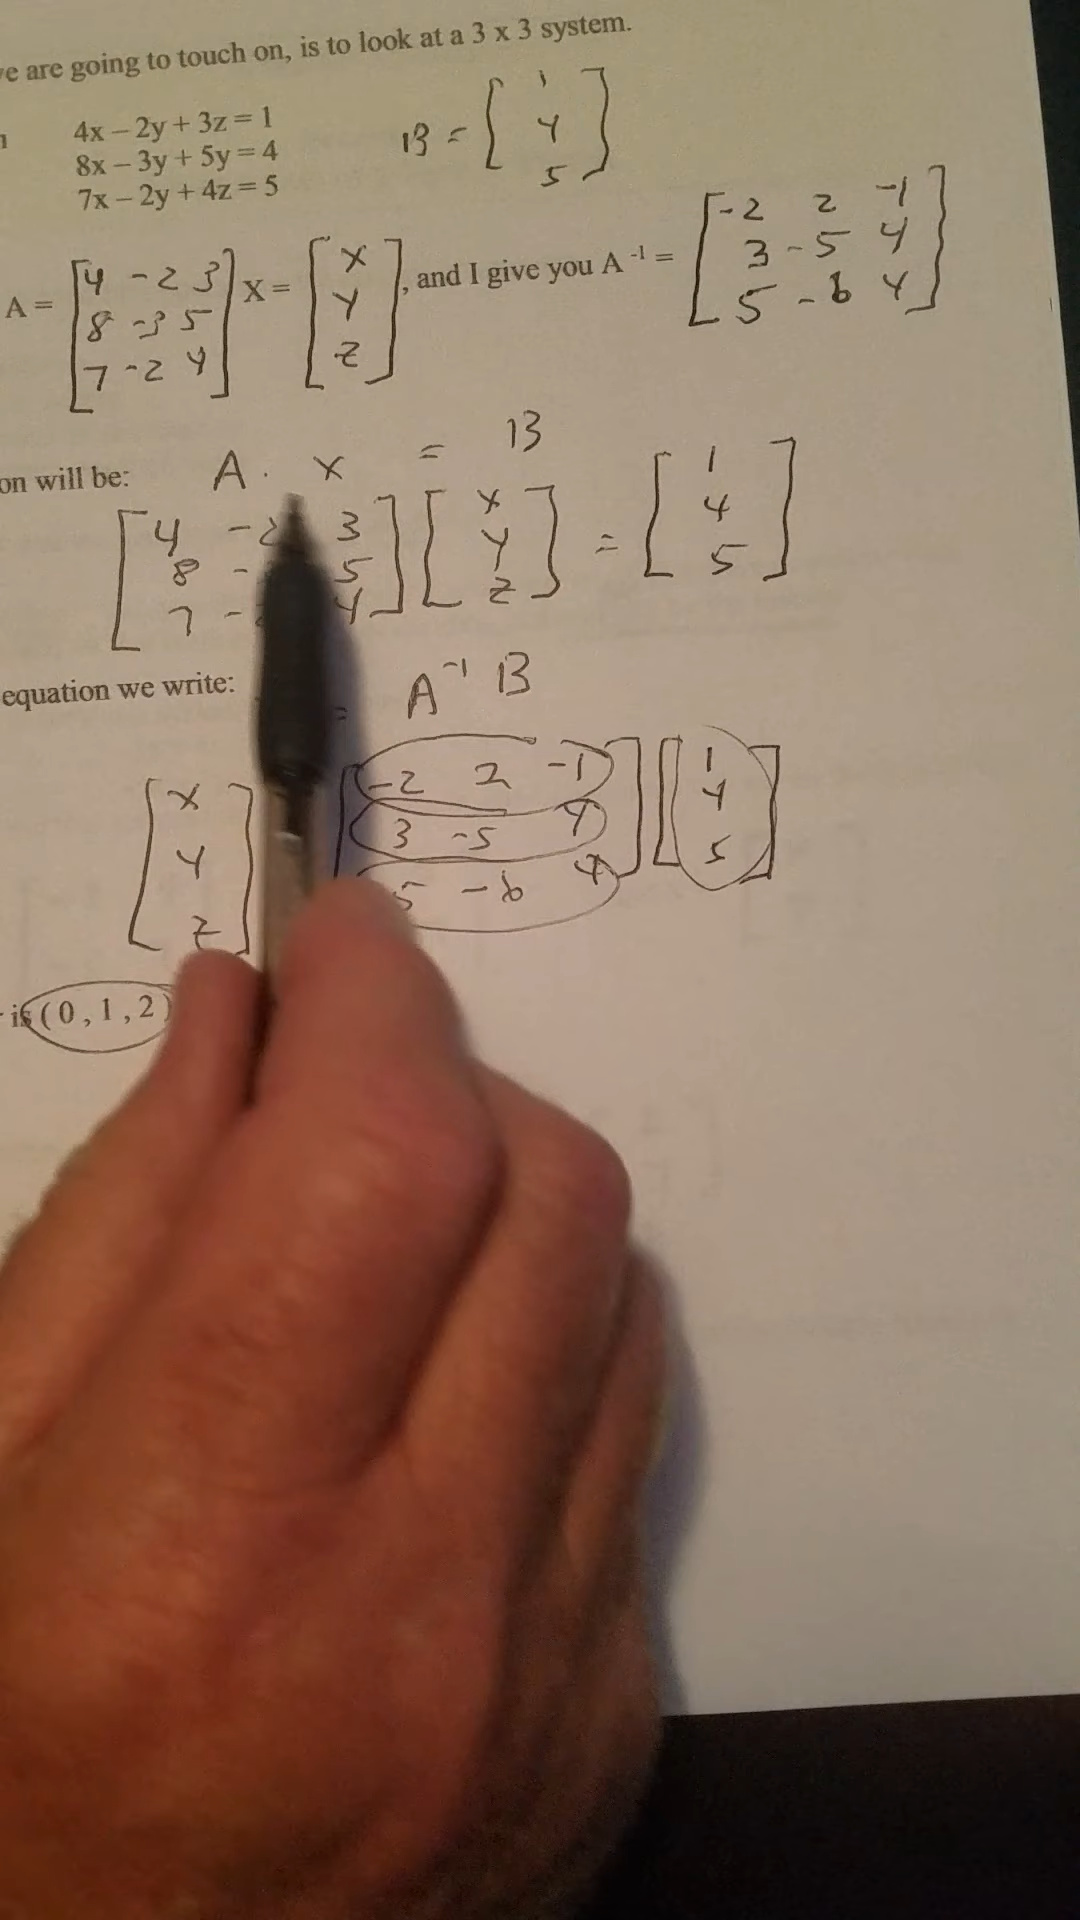 e are going to touch on, is to look at a 3 x 3 system.
4x – 2y + 3z = 1
8x – 3y + 5y = 4
7x – 2y + 4z = 5
B =
1
4
5
A =
4 -2 3
8 -3 5
7 -2 4
X =
x
y
z
, and I give you A -1 =
-2 2 -1
3 -5 4
5 -6 4
on will be:
A · x = B
4 - 3
8 - 5
7 - 4
x
y
z
=
1
4
5
equation we write:
= A-1 B
x
y
z
-2 2 -1
3 -5 4
5 -6 4
1
4
5
is (0 , 1 , 2 )